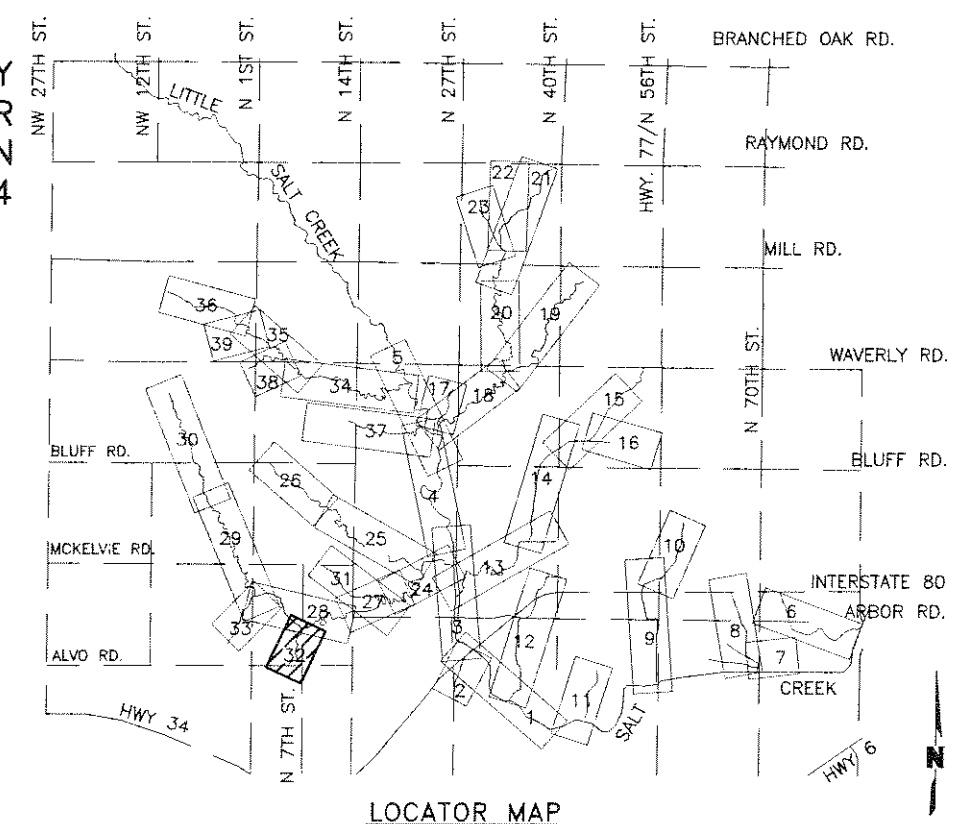 Y
R
N
4
NW 27TH ST.
NW 12TH ST.
N 1ST ST.
N 14TH ST.
N 27TH ST.
N 40TH ST.
HWY. 77/N 56TH ST.
BRANCHED OAK RD.
LITTLE
SALT CREEK
RAYMOND RD.
22
21
23
MILL RD.
36
20
19
39
35
5
N 70TH ST.
WAVERLY RD.
38
34
17
18
15
37
30
BLUFF RD.
16
BLUFF RD.
26
14
4
29
25
MCKELVIE RD.
10
31
13
INTERSTATE 80
24
27
28
6
ARBOR RD.
33
3
12
9
8
ALVO RD.
32
7
2
11
CREEK
1
SALT
HWY 34
N 7TH ST.
HWY 6
N
LOCATOR MAP